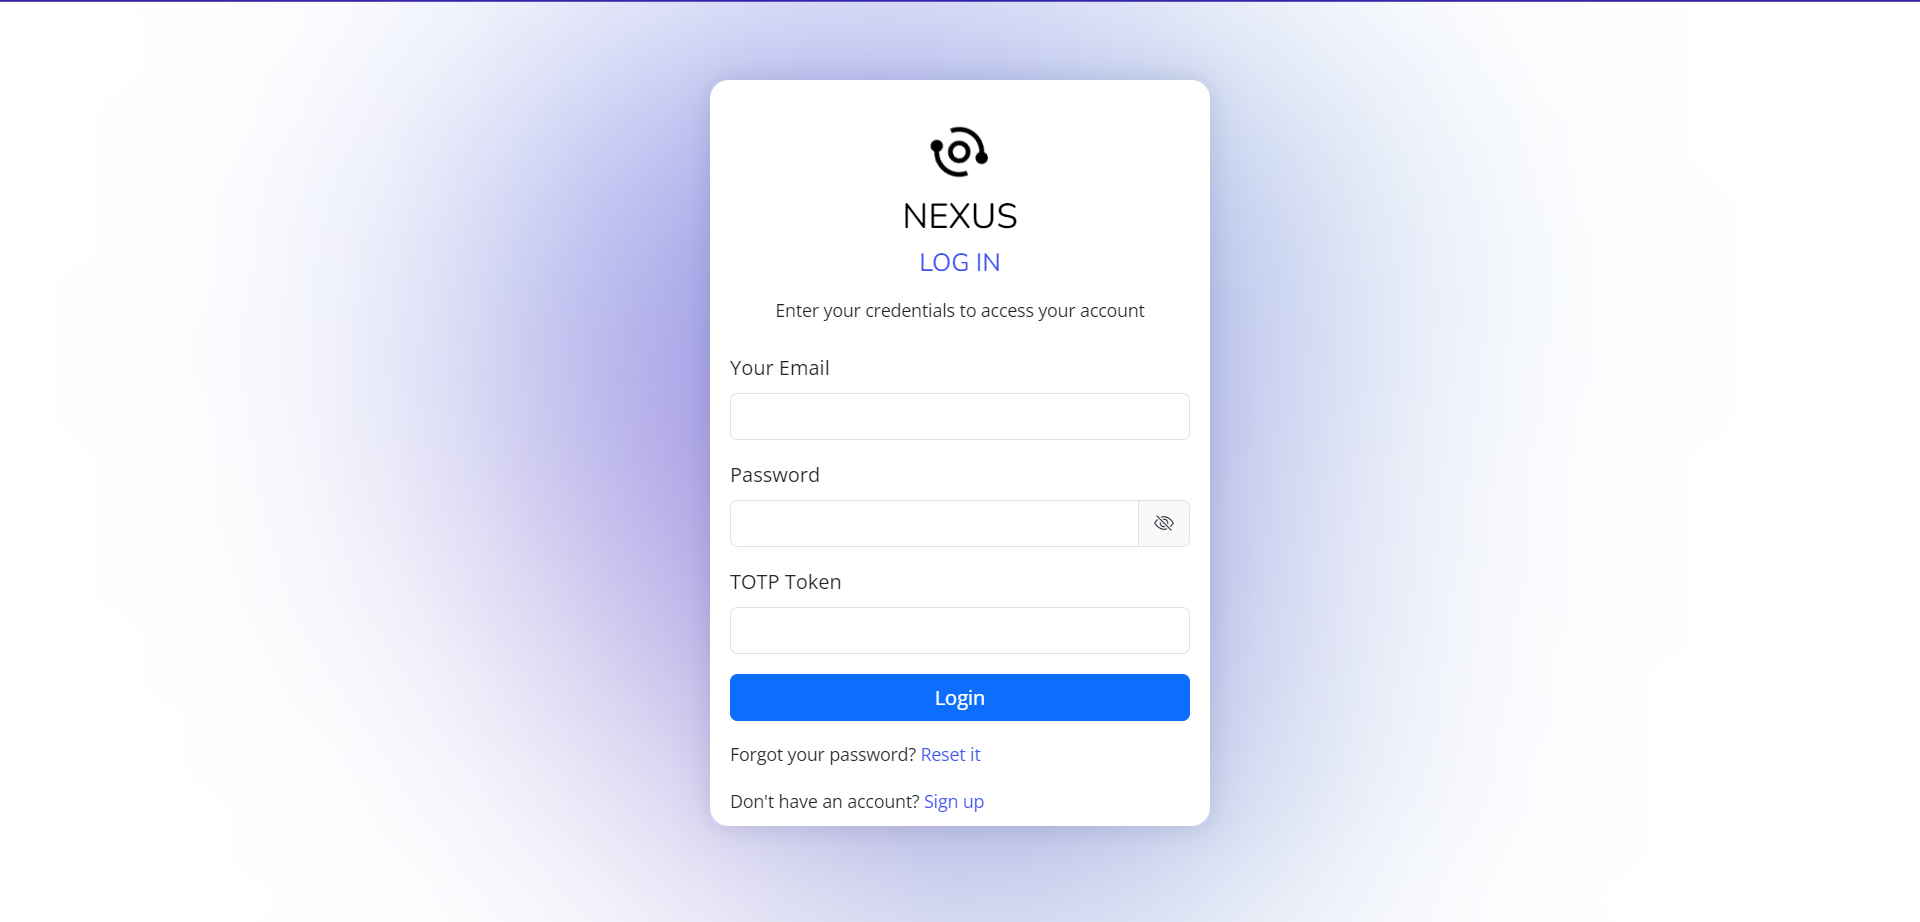 NEXUS
LOG IN
Enter your credentials to access your account
Your Email
Password
TOTP Token
Login
Forgot your password? Reset it
Don't have an account? Sign up